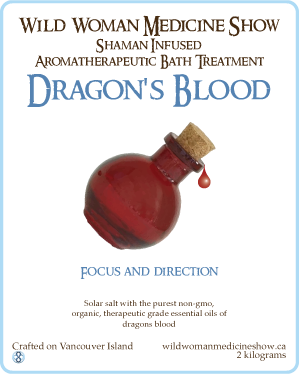 Wild Woman Medicine Show
Shaman Infused
Aromatherapeutic Bath Treatment
Dragon's Blood
Focus and direction
Solar salt with the purest non-gmo,
organic, therapeutic grade essential oils of
dragons blood
Crafted on Vancouver Island
wildwomanmedicineshow.ca
2 kilograms